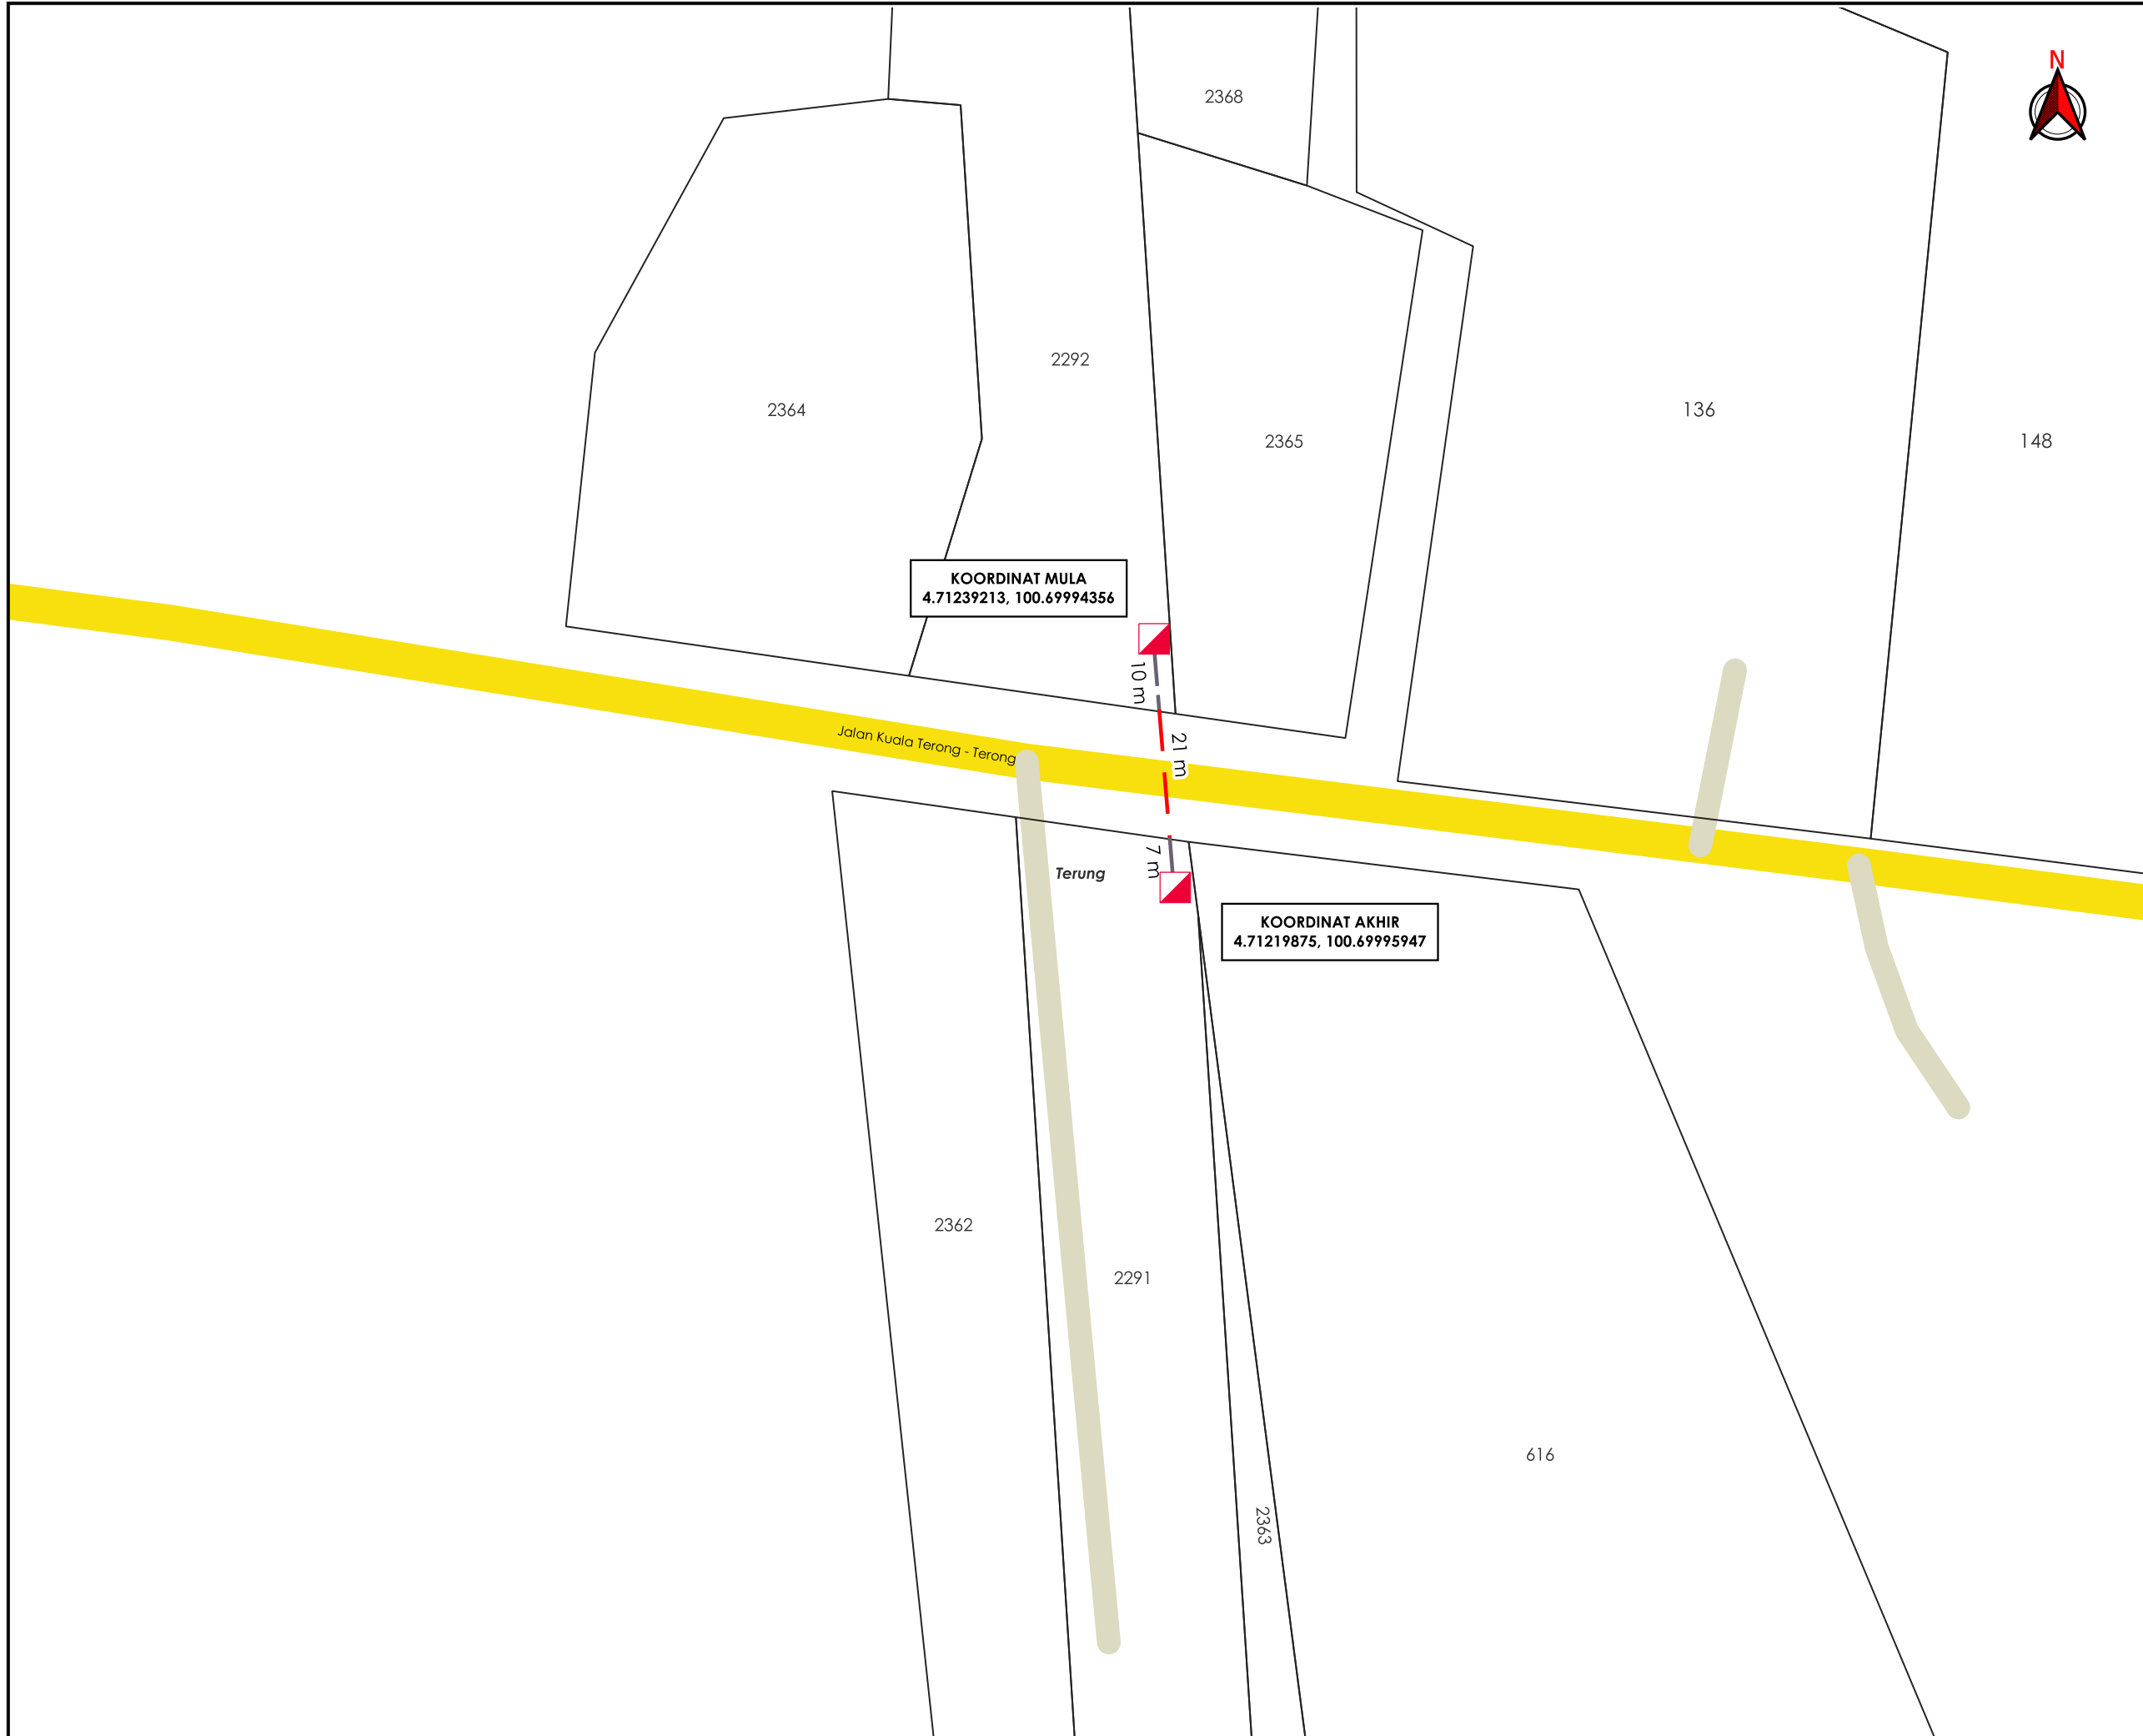 N
2368
2292
2364
2365
136
148
KOORDINAT MULA
4.71239213, 100.69994356
10 m
21 m
Jalan Kuala Terong - Terong
7 m
Terung
KOORDINAT AKHIR
4.71219875, 100.69995947
2362
2291
616
2363